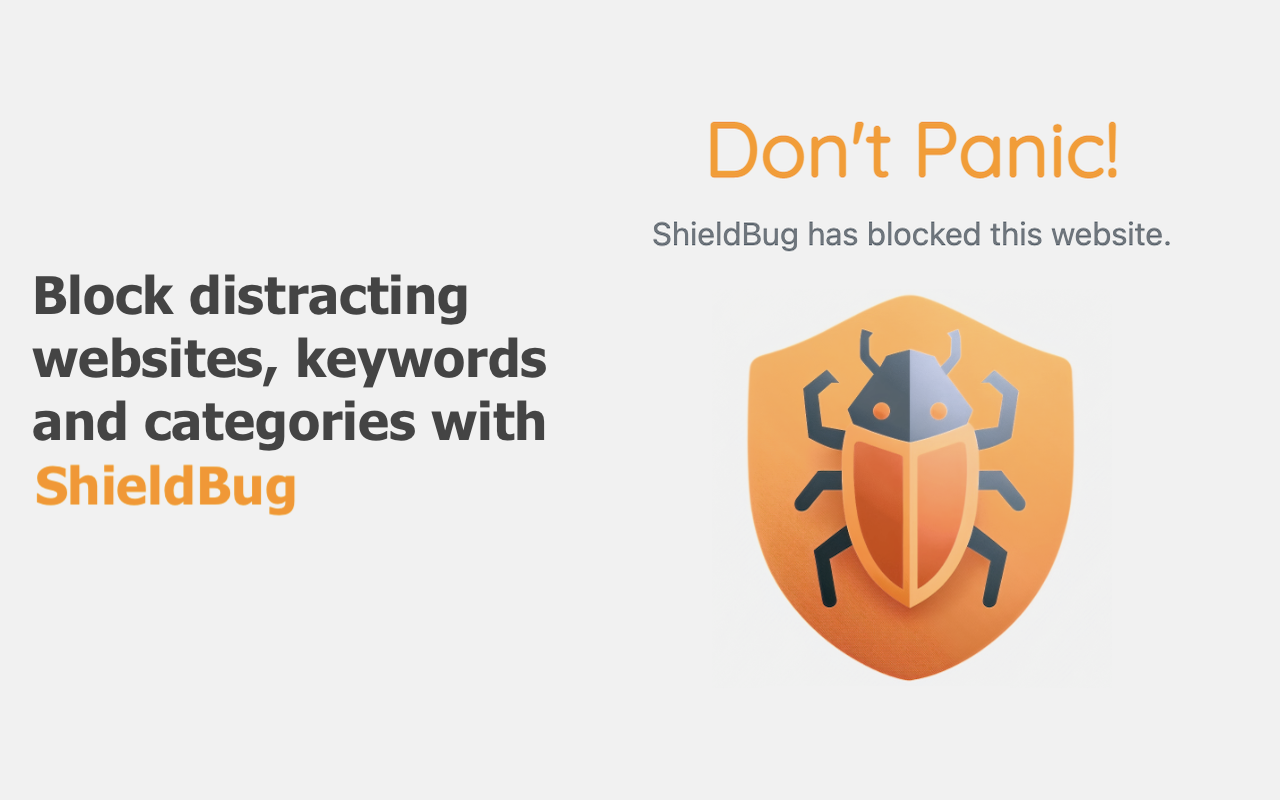 Block distracting
websites, keywords
and categories with
ShieldBug
Don't Panic!
ShieldBug has blocked this website.